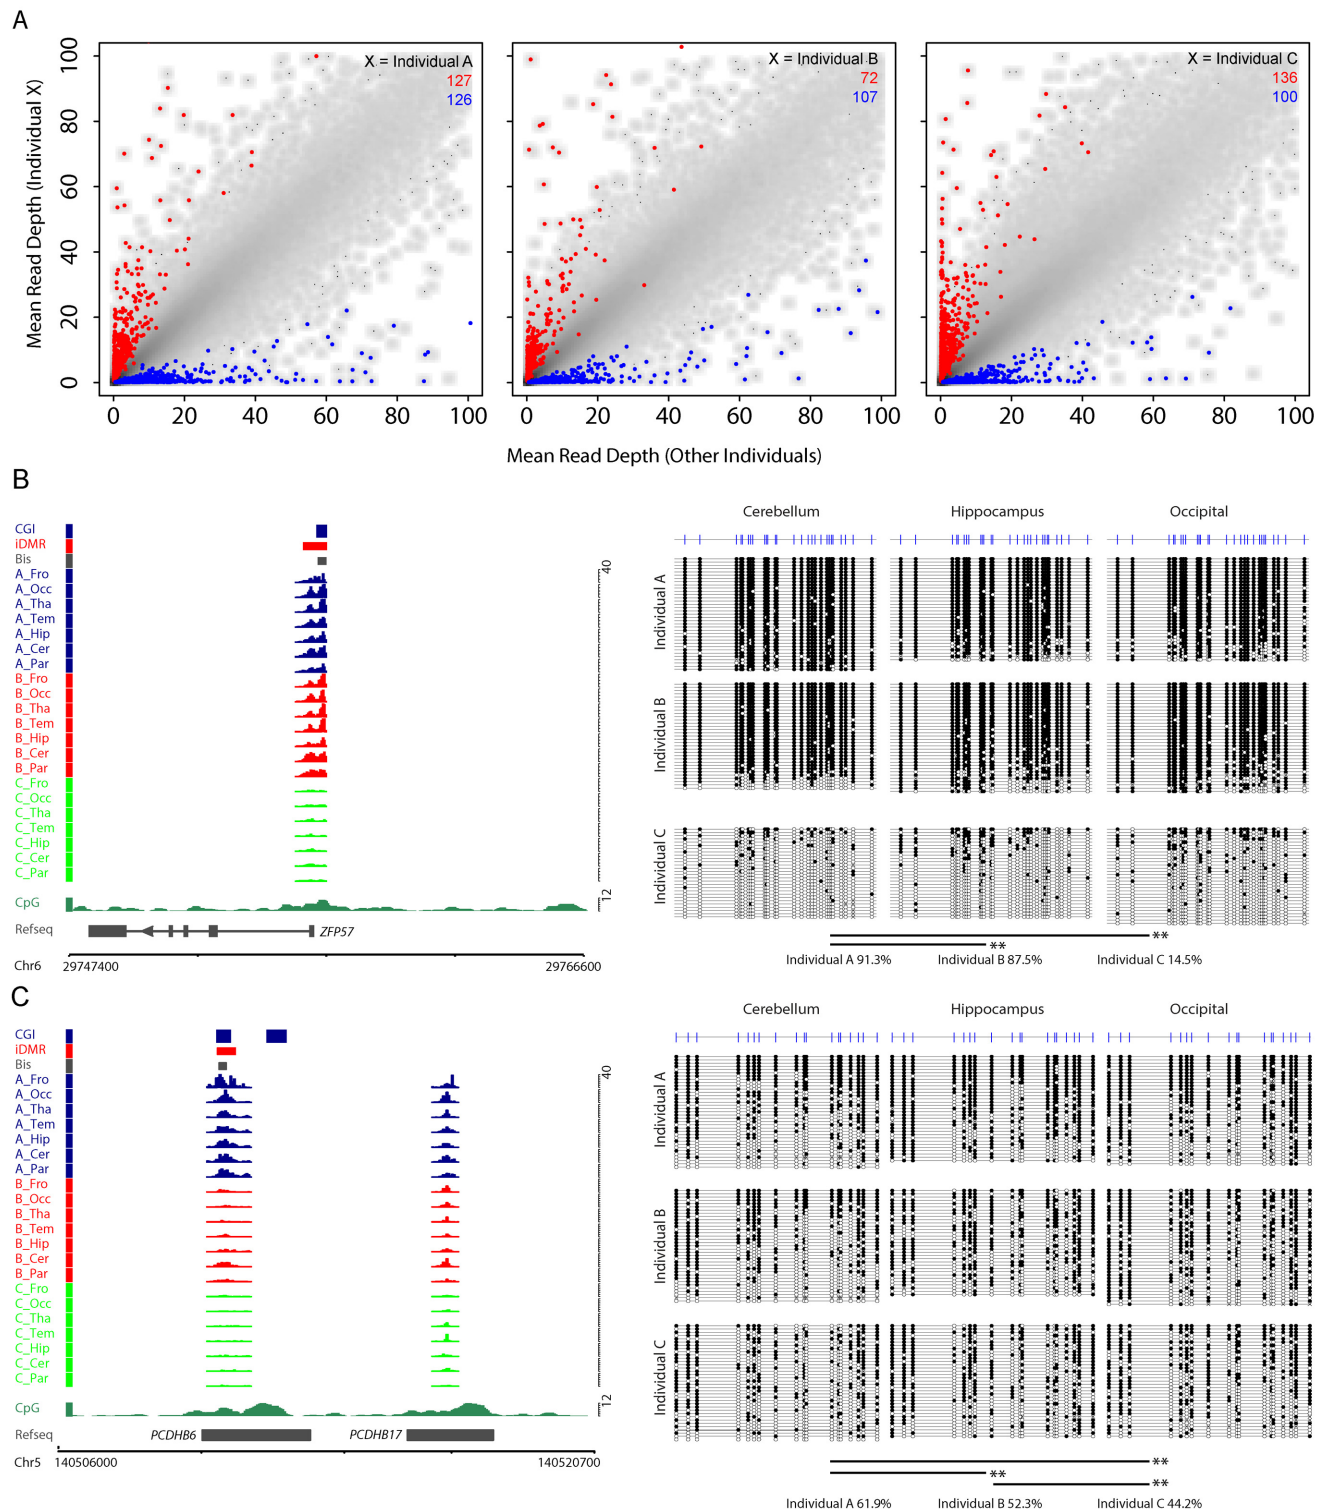 A
X = Individual A
127
126
X = Individual B
72
107
X = Individual C
136
100
Mean Read Depth (Individual X)
100
80
60
40
20
0
0 20 40 60 80 100
0 20 40 60 80 100
0 20 40 60 80 100
Mean Read Depth (Other Individuals)
B
CGI
iDMR
Bis
A_Fro
A_Occ
A_Tha
A_Tem
A_Hip
A_Cer
A_Par
B_Fro
B_Occ
B_Tha
B_Tem
B_Hip
B_Cer
B_Par
C_Fro
C_Occ
C_Tha
C_Tem
C_Hip
C_Cer
C_Par
CpG
Refseq
40
12
ZFP57
Chr6
29747400 29766600
Cerebellum Hippocampus Occipital
Individual A
Individual B
Individual C
**
**
Individual A 91.3% Individual B 87.5% Individual C 14.5%
C
CGI
iDMR
Bis
A_Fro
A_Occ
A_Tha
A_Tem
A_Hip
A_Cer
A_Par
B_Fro
B_Occ
B_Tha
B_Tem
B_Hip
B_Cer
B_Par
C_Fro
C_Occ
C_Tha
C_Tem
C_Hip
C_Cer
C_Par
CpG
Refseq
40
12
PCDHB6 PCDHB17
Chr5
140506000 140520700
Cerebellum Hippocampus Occipital
Individual A
Individual B
Individual C
**
**
**
Individual A 61.9% Individual B 52.3% Individual C 44.2%